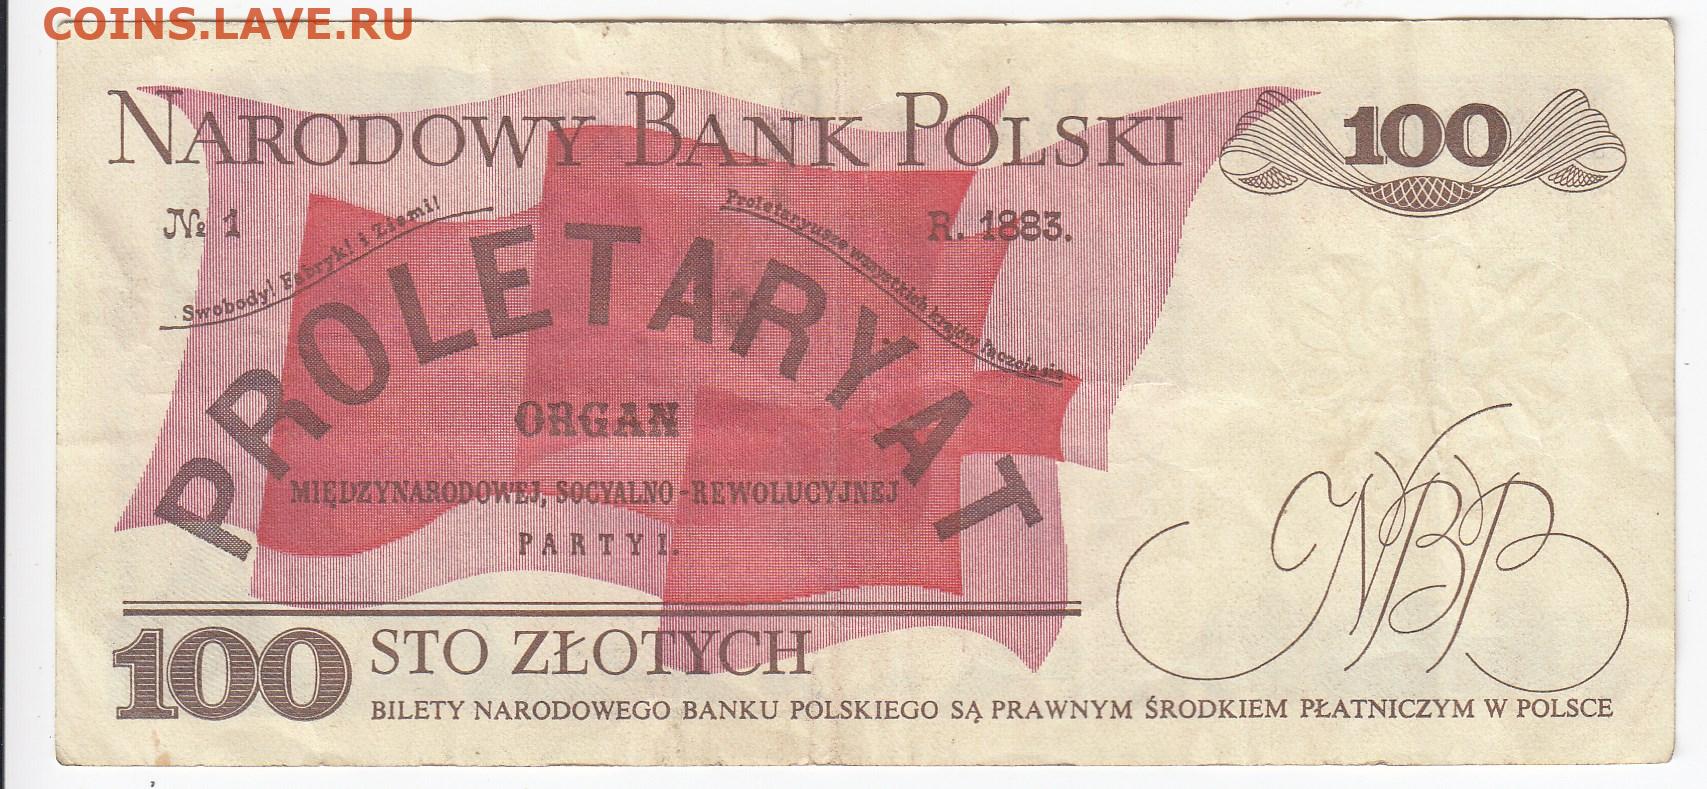 COINS.LAVE.RU
NARODOWY BANK POLSKI
100
№ 1
R. 1883.
Swobody! Fabryk! i Ziemi!
Proletaryusze wszystkich krajów łączcie się
PROLETARYAT
ORGAN
MIĘDZYNARODOWEJ, SOCYALNO-REWOLUCYJNEJ
PARTYI.
NBP
100 STO ZŁOTYCH
BILETY NARODOWEGO BANKU POLSKIEGO SĄ PRAWNYM ŚRODKIEM PŁATNICZYM W POLSCE